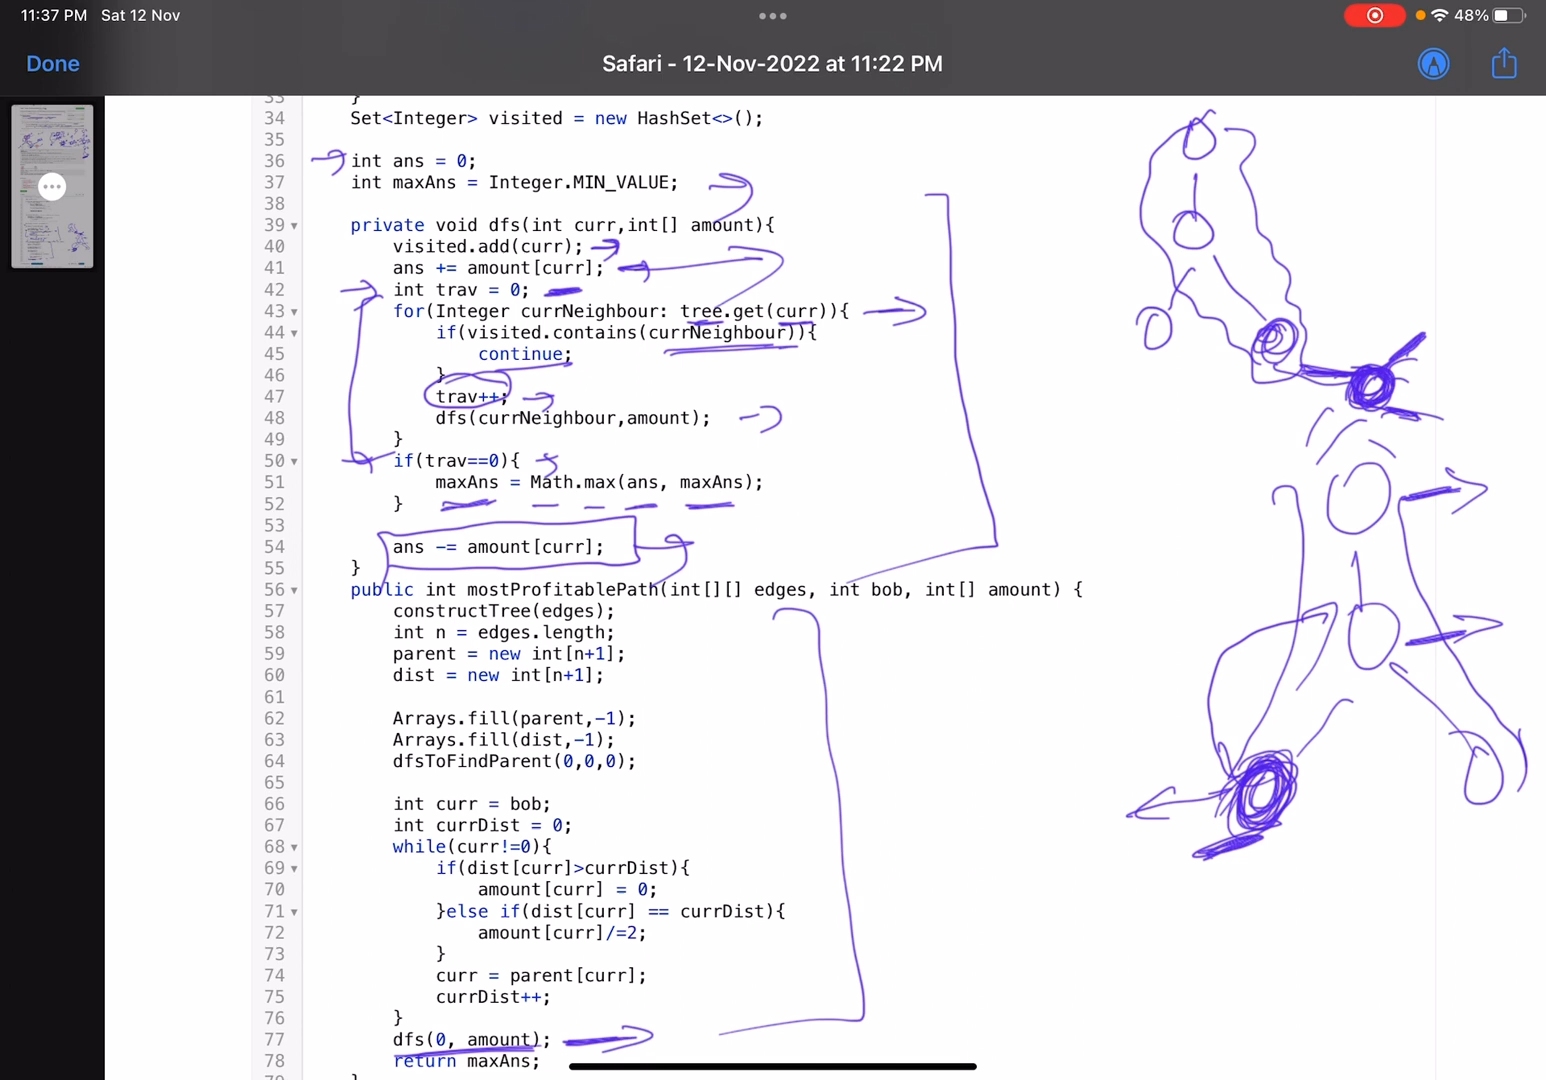 11:37 PM Sat 12 Nov
48%
Done
Safari - 12-Nov-2022 at 11:22 PM
33 }
34 Set<Integer> visited = new HashSet<>();
35
36 int ans = 0;
37 int maxAns = Integer.MIN_VALUE;
38
39 private void dfs(int curr,int[] amount){
40 visited.add(curr);
41 ans += amount[curr];
42 int trav = 0;
43 for(Integer currNeighbour: tree.get(curr)){
44 if(visited.contains(currNeighbour)){
45 continue;
46 }
47 trav++;
48 dfs(currNeighbour,amount);
49 }
50 if(trav==0){
51 maxAns = Math.max(ans, maxAns);
52 }
53
54 ans -= amount[curr];
55 }
56 public int mostProfitablePath(int[][] edges, int bob, int[] amount) {
57 constructTree(edges);
58 int n = edges.length;
59 parent = new int[n+1];
60 dist = new int[n+1];
61
62 Arrays.fill(parent,-1);
63 Arrays.fill(dist,-1);
64 dfsToFindParent(0,0,0);
65
66 int curr = bob;
67 int currDist = 0;
68 while(curr!=0){
69 if(dist[curr]>currDist){
70 amount[curr] = 0;
71 }else if(dist[curr] == currDist){
72 amount[curr]/=2;
73 }
74 curr = parent[curr];
75 currDist++;
76 }
77 dfs(0, amount);
78 return maxAns;
79 }